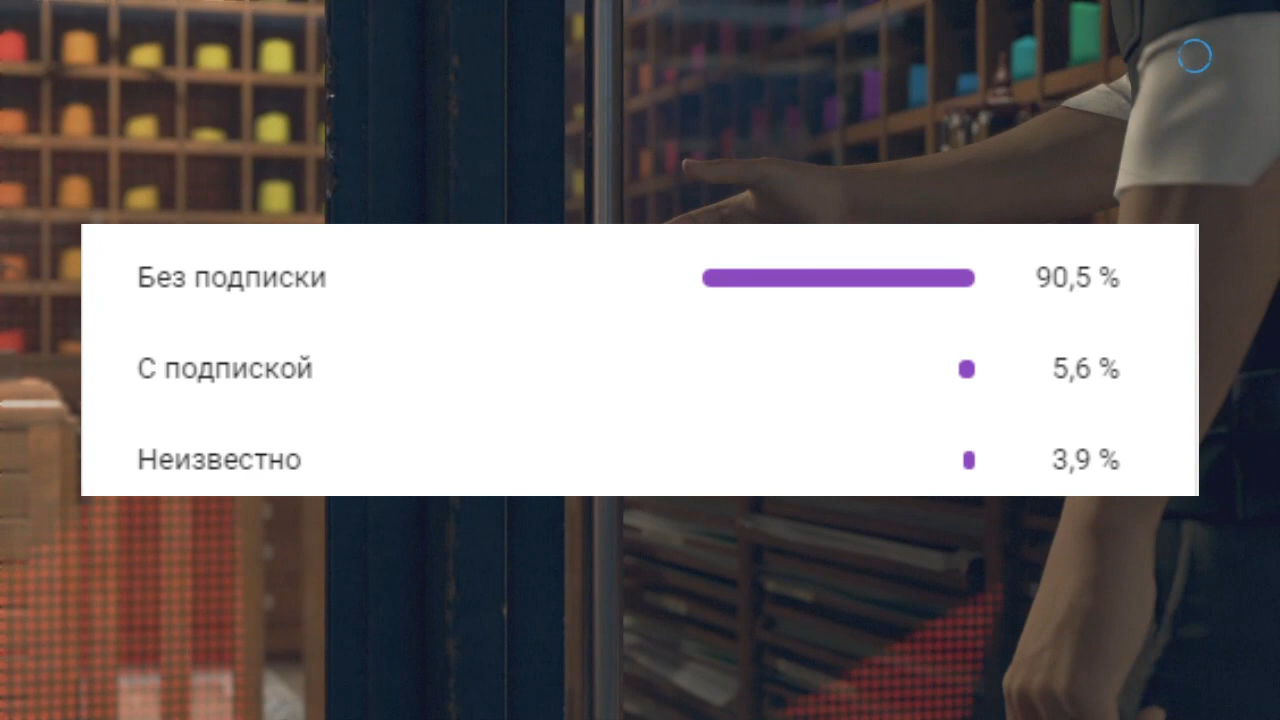 Без подписки 90,5 %
С подпиской 5,6 %
Неизвестно 3,9 %